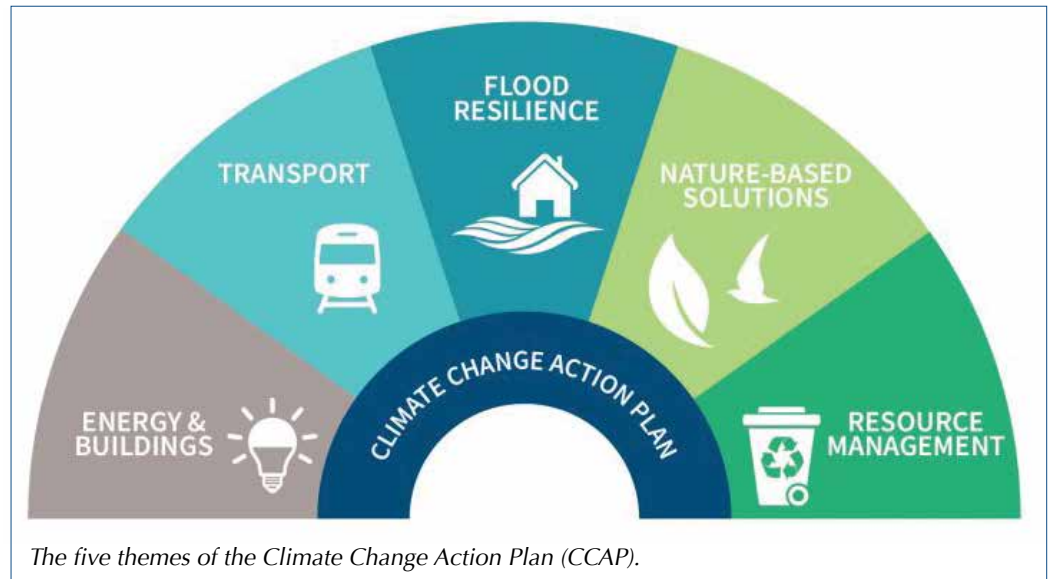 FLOOD
RESILIENCE
TRANSPORT
NATURE-BASED
SOLUTIONS
ENERGY &
BUILDINGS
CLIMATE CHANGE ACTION PLAN
RESOURCE
MANAGEMENT
The five themes of the Climate Change Action Plan (CCAP).